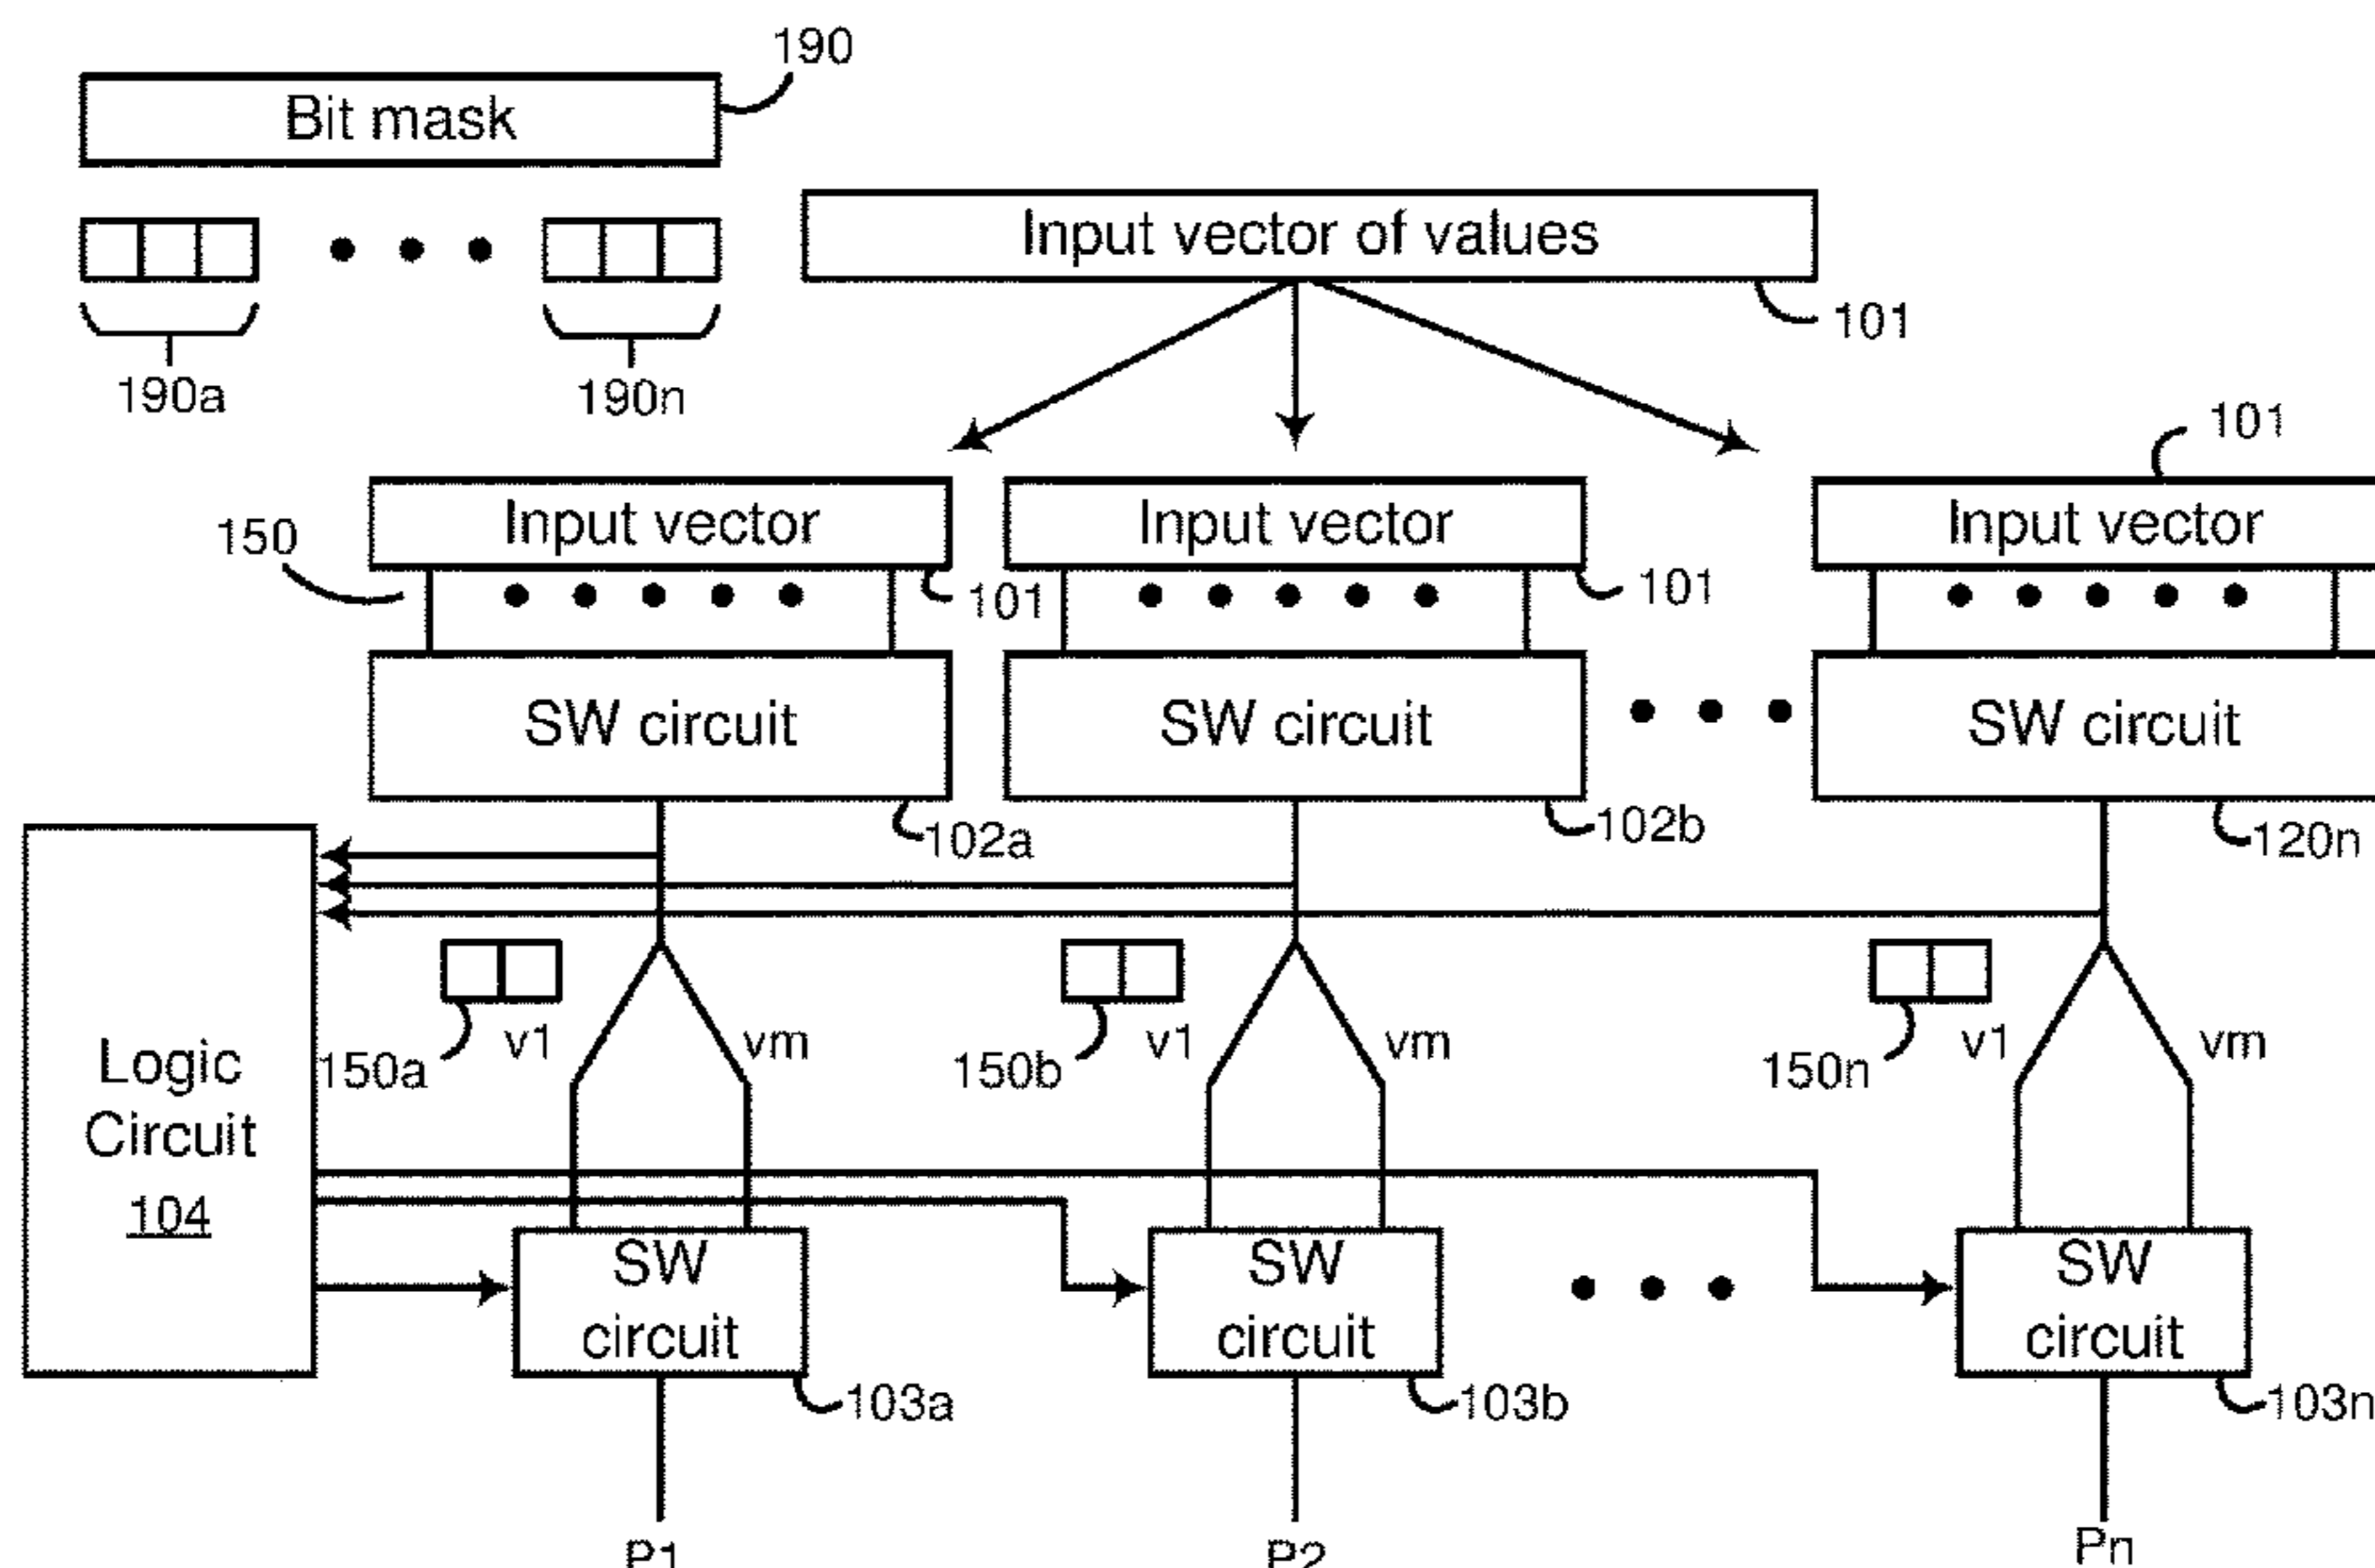 190
Bit mask
Input vector of values
101
190a
190n
101
150
Input vector
Input vector
Input vector
101
101
SW circuit
SW circuit
SW circuit
102a
102b
120n
Logic
Circuit
104
150a
v1
vm
150b
v1
vm
150n
v1
vm
SW
circuit
SW
circuit
SW
circuit
103a
103b
103n
P1
P2
Pn